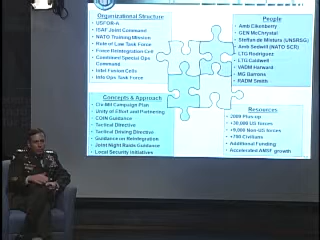 Organizational Structure
• USFOR-A
• ISAF Joint Command
• NATO Training Mission
• Rule of Law Task Force
• Force Reintegration Cell
• Combined Special Ops
Command
• Intel Fusion Cells
• Info Ops Task Force
People
• Amb Eikenberry
• GEN McChrystal
• Steffan de Mistura (UNSRSG)
• Amb Sedwill (NATO SCR)
• LTG Rodriguez
• LTG Caldwell
• VADM Harward
• MG Barrons
• RADM Smith
Concepts & Approach
• Civ-Mil Campaign Plan
• Unity of Effort and Partnering
• COIN Guidance
• Tactical Directive
• Tactical Driving Directive
• Guidance on Reintegration
• Joint Night Raids Guidance
• Local Security Initiatives
Resources
• 2009 Plus-up
• +30,000 US forces
• +9,000 Non-US forces
• Civilians
• Additional Funding
• Accelerated ANSF growth